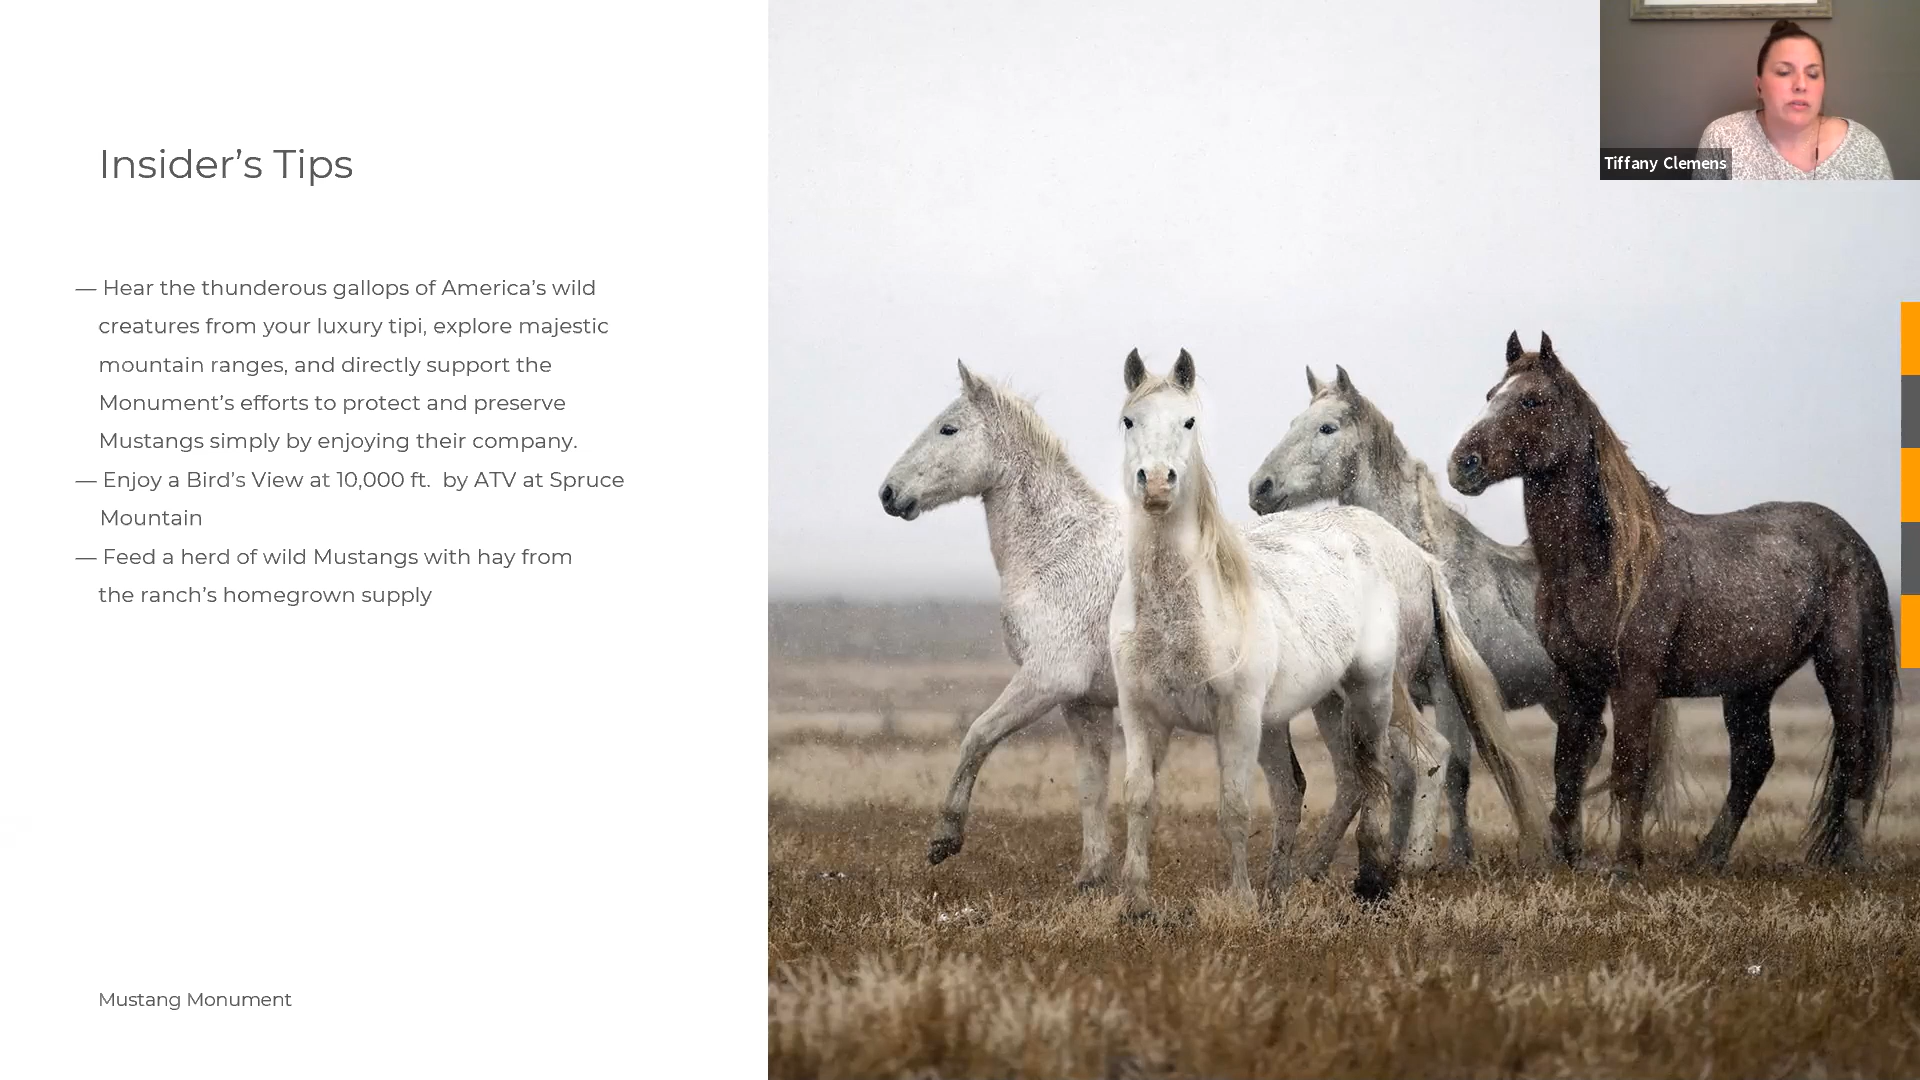 Insider’s Tips
— Hear the thunderous gallops of America’s wild
creatures from your luxury tipi, explore majestic
mountain ranges, and directly support the
Monument’s efforts to protect and preserve
Mustangs simply by enjoying their company.
— Enjoy a Bird’s View at 10,000 ft.  by ATV at Spruce
Mountain
— Feed a herd of wild Mustangs with hay from
the ranch’s homegrown supply
Mustang Monument
Tiffany Clemens